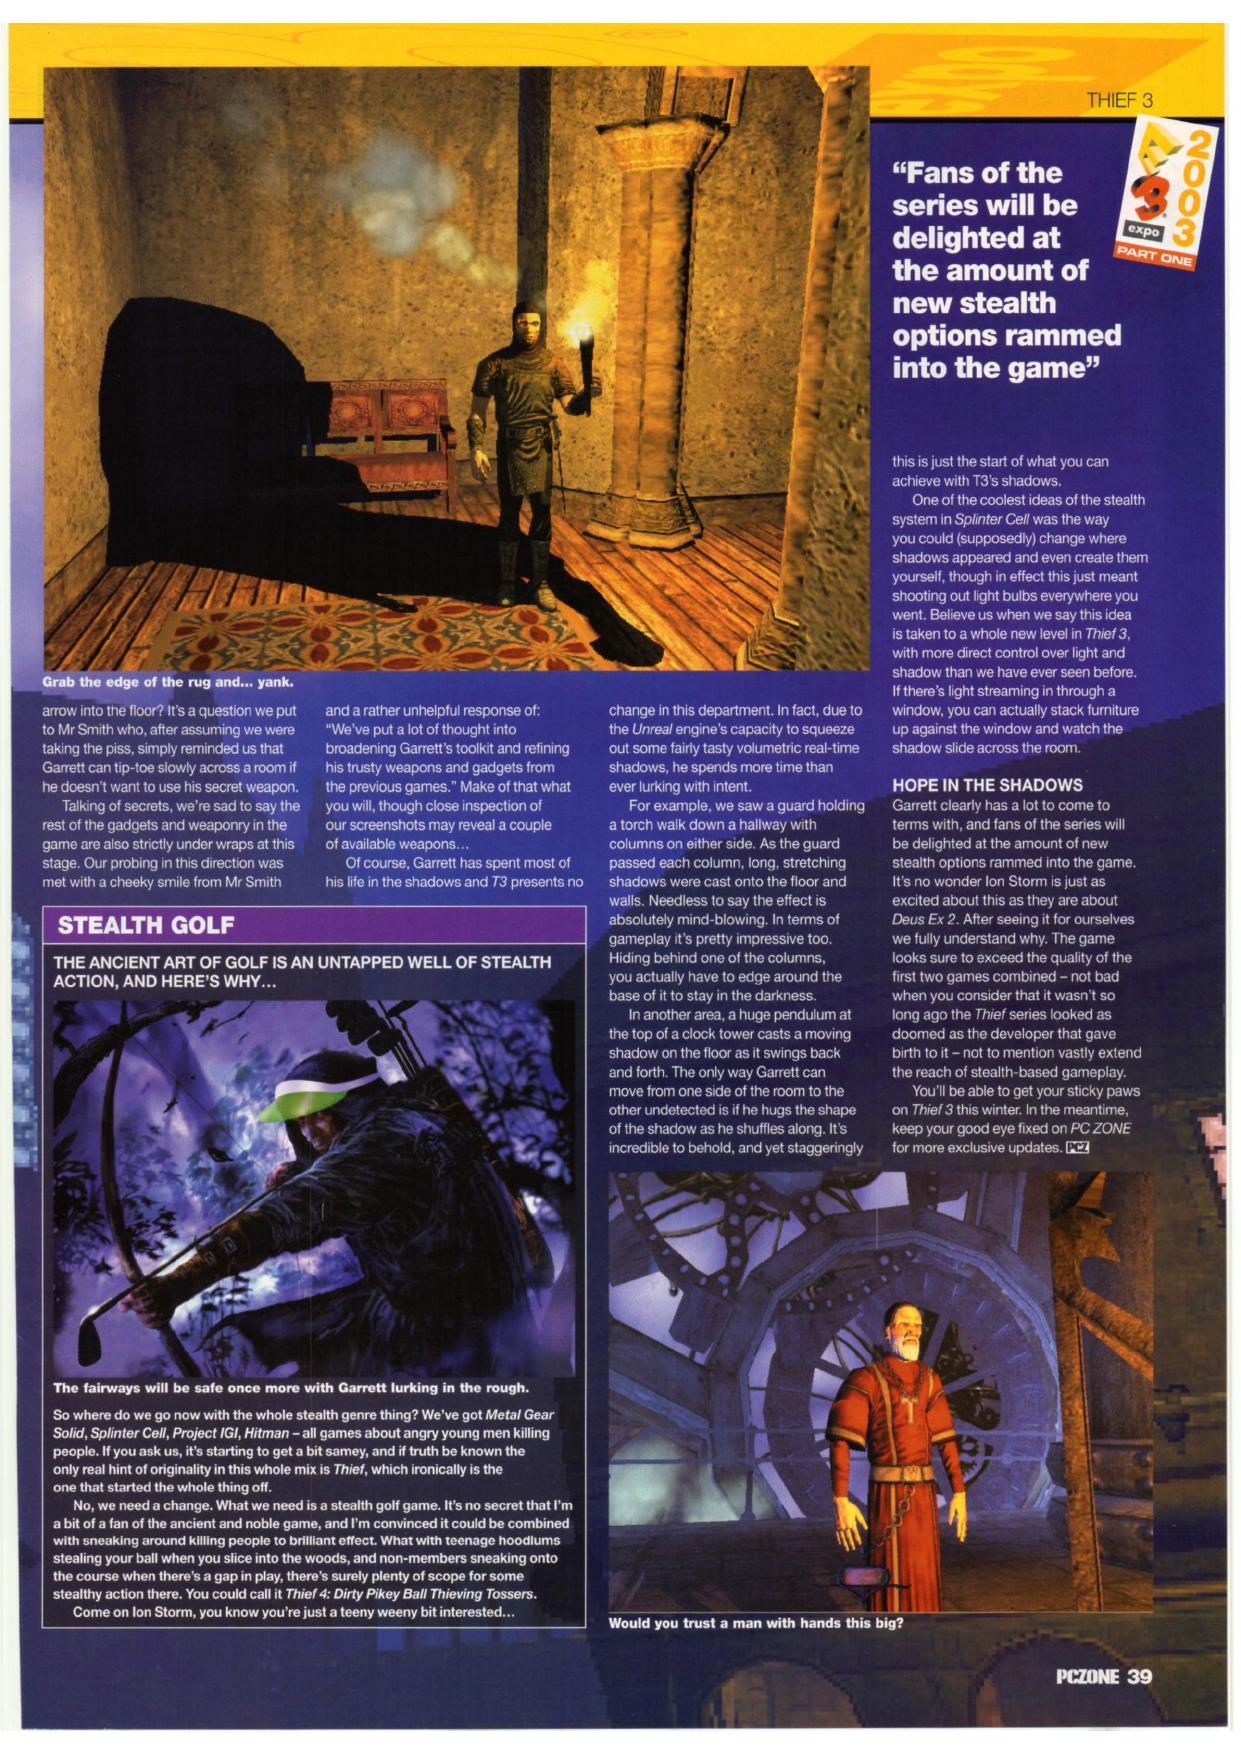 THIEF 3
E3 expo 2003
PART ONE
“Fans of the
series will be
delighted at
the amount of
new stealth
options rammed
into the game”
Grab the edge of the rug and... yank.
arrow into the floor? It's a question we put
to Mr Smith who, after assuming we were
taking the piss, simply reminded us that
Garrett can tip-toe slowly across a room if
he doesn't want to use his secret weapon.
Talking of secrets, we're sad to say the
rest of the gadgets and weaponry in the
game are also strictly under wraps at this
stage. Our probing in this direction was
met with a cheeky smile from Mr Smith
and a rather unhelpful response of:
“We've put a lot of thought into
broadening Garrett's toolkit and refining
his trusty weapons and gadgets from
the previous games.” Make of that what
you will, though close inspection of
our screenshots may reveal a couple
of available weapons...
Of course, Garrett has spent most of
his life in the shadows and T3 presents no
change in this department. In fact, due to
the Unreal engine's capacity to squeeze
out some fairly tasty volumetric real-time
shadows, he spends more time than
ever lurking with intent.
For example, we saw a guard holding
a torch walk down a hallway with
columns on either side. As the guard
passed each column, long, stretching
shadows were cast onto the floor and
walls. Needless to say the effect is
absolutely mind-blowing. In terms of
gameplay it's pretty impressive too.
Hiding behind one of the columns,
you actually have to edge around the
base of it to stay in the darkness.
In another area, a huge pendulum at
the top of a clock tower casts a moving
shadow on the floor as it swings back
and forth. The only way Garrett can
move from one side of the room to the
other undetected is if he hugs the shape
of the shadow as he shuffles along. It's
incredible to behold, and yet staggeringly
this is just the start of what you can
achieve with T3's shadows.
One of the coolest ideas of the stealth
system in Splinter Cell was the way
you could (supposedly) change where
shadows appeared and even create them
yourself, though in effect this just meant
shooting out light bulbs everywhere you
went. Believe us when we say this idea
is taken to a whole new level in Thief 3,
with more direct control over light and
shadow than we have ever seen before.
If there's light streaming in through a
window, you can actually stack furniture
up against the window and watch the
shadow slide across the room.
HOPE IN THE SHADOWS
Garrett clearly has a lot to come to
terms with, and fans of the series will
be delighted at the amount of new
stealth options rammed into the game.
It's no wonder Ion Storm is just as
excited about this as they are about
Deus Ex 2. After seeing it for ourselves
we fully understand why. The game
looks sure to exceed the quality of the
first two games combined – not bad
when you consider that it wasn't so
long ago the Thief series looked as
doomed as the developer that gave
birth to it – not to mention vastly extend
the reach of stealth-based gameplay.
You'll be able to get your sticky paws
on Thief 3 this winter. In the meantime,
keep your good eye fixed on PC ZONE
for more exclusive updates. PCZ
STEALTH GOLF
THE ANCIENT ART OF GOLF IS AN UNTAPPED WELL OF STEALTH
ACTION, AND HERE'S WHY...
The fairways will be safe once more with Garrett lurking in the rough.
So where do we go now with the whole stealth genre thing? We've got Metal Gear
Solid, Splinter Cell, Project IGI, Hitman – all games about angry young men killing
people. If you ask us, it's starting to get a bit samey, and if truth be known the
only real hint of originality in this whole mix is Thief, which ironically is the
one that started the whole thing off.
No, we need a change. What we need is a stealth golf game. It's no secret that I'm
a bit of a fan of the ancient and noble game, and I'm convinced it could be combined
with sneaking around killing people to brilliant effect. What with teenage hoodlums
stealing your ball when you slice into the woods, and non-members sneaking onto
the course when there's a gap in play, there's surely plenty of scope for some
stealthy action there. You could call it Thief 4: Dirty Pikey Ball Thieving Tossers.
Come on Ion Storm, you know you're just a teeny weeny bit interested...
Would you trust a man with hands this big?
PCZONE 39